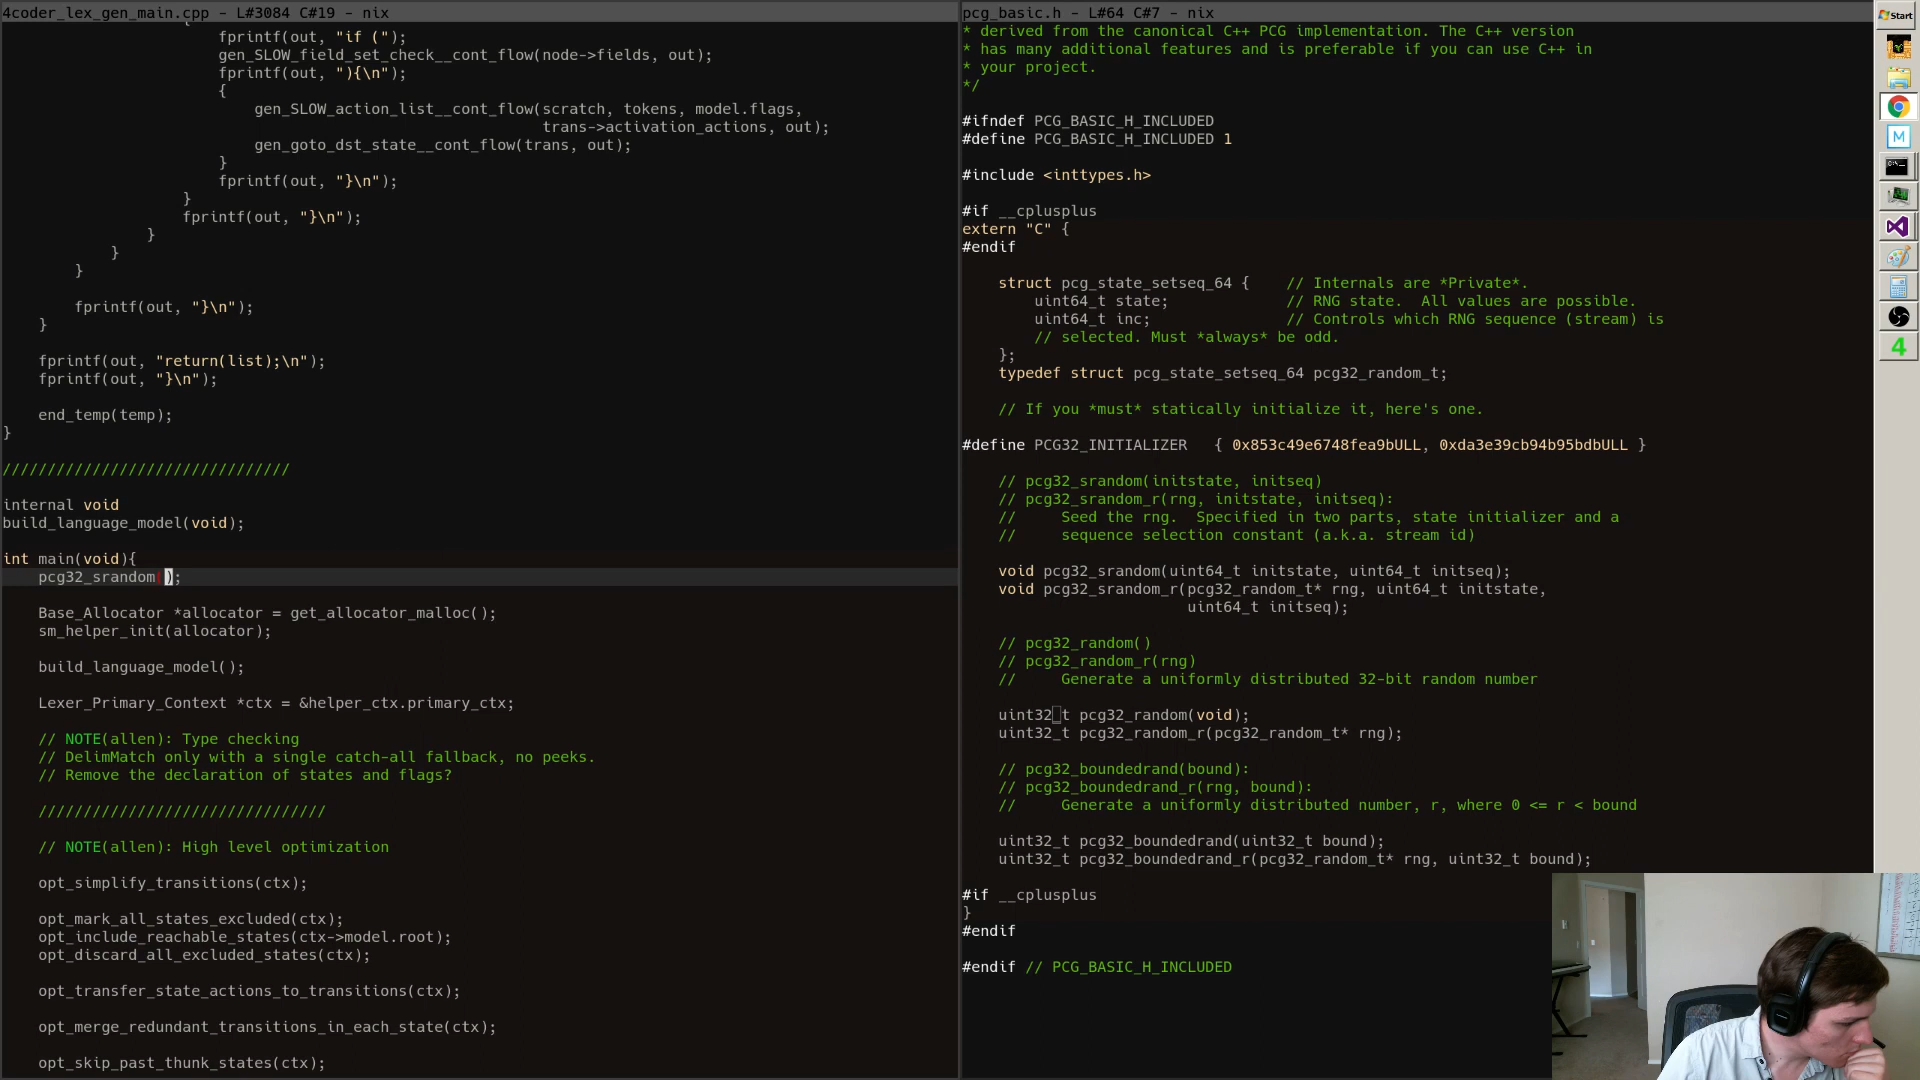 4coder_lex_gen_main.cpp - L#3084 C#19 - nix
{
fprintf(out, "if (");
gen_SLOW_field_set_check__cont_flow(node->fields, out);
fprintf(out, "){\n");
{
gen_SLOW_action_list__cont_flow(scratch, tokens, model.flags,
trans->activation_actions, out);
gen_goto_dst_state__cont_flow(trans, out);
}
fprintf(out, "}\n");
}
fprintf(out, "}\n");
}
}
}
fprintf(out, "}\n");
}
fprintf(out, "return(list);\n");
fprintf(out, "}\n");
end_temp(temp);
}
////////////////////////////////
internal void
build_language_model(void);
int main(void){
pcg32_srandom();
Base_Allocator *allocator = get_allocator_malloc();
sm_helper_init(allocator);
build_language_model();
Lexer_Primary_Context *ctx = &helper_ctx.primary_ctx;
// NOTE(allen): Type checking
// DelimMatch only with a single catch-all fallback, no peeks.
// Remove the declaration of states and flags?
////////////////////////////////
// NOTE(allen): High level optimization
opt_simplify_transitions(ctx);
opt_mark_all_states_excluded(ctx);
opt_include_reachable_states(ctx->model.root);
opt_discard_all_excluded_states(ctx);
opt_transfer_state_actions_to_transitions(ctx);
opt_merge_redundant_transitions_in_each_state(ctx);
opt_skip_past_thunk_states(ctx);
pcg_basic.h - L#64 C#7 - nix
* derived from the canonical C++ PCG implementation. The C++ version
* has many additional features and is preferable if you can use C++ in
* your project.
*/
#ifndef PCG_BASIC_H_INCLUDED
#define PCG_BASIC_H_INCLUDED 1
#include <inttypes.h>
#if __cplusplus
extern "C" {
#endif
struct pcg_state_setseq_64 {    // Internals are *Private*.
uint64_t state;             // RNG state.  All values are possible.
uint64_t inc;               // Controls which RNG sequence (stream) is
// selected. Must *always* be odd.
};
typedef struct pcg_state_setseq_64 pcg32_random_t;
// If you *must* statically initialize it, here's one.
#define PCG32_INITIALIZER   { 0x853c49e6748fea9bULL, 0xda3e39cb94b95bdbULL }
// pcg32_srandom(initstate, initseq)
// pcg32_srandom_r(rng, initstate, initseq):
//     Seed the rng.  Specified in two parts, state initializer and a
//     sequence selection constant (a.k.a. stream id)
void pcg32_srandom(uint64_t initstate, uint64_t initseq);
void pcg32_srandom_r(pcg32_random_t* rng, uint64_t initstate,
uint64_t initseq);
// pcg32_random()
// pcg32_random_r(rng)
//     Generate a uniformly distributed 32-bit random number
uint32_t pcg32_random(void);
uint32_t pcg32_random_r(pcg32_random_t* rng);
// pcg32_boundedrand(bound):
// pcg32_boundedrand_r(rng, bound):
//     Generate a uniformly distributed number, r, where 0 <= r < bound
uint32_t pcg32_boundedrand(uint32_t bound);
uint32_t pcg32_boundedrand_r(pcg32_random_t* rng, uint32_t bound);
#if __cplusplus
}
#endif
#endif // PCG_BASIC_H_INCLUDED
Start
M
4